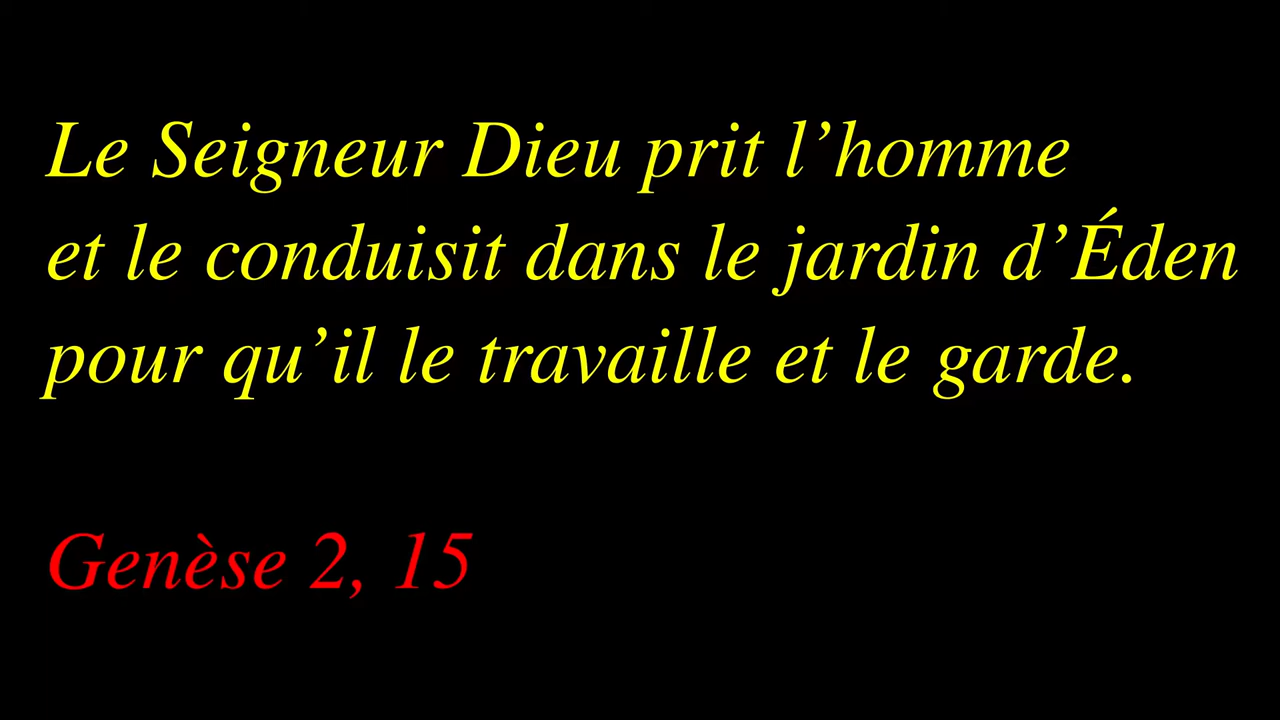 Le Seigneur Dieu prit l’homme
et le conduisit dans le jardin d’Éden
pour qu’il le travaille et le garde.
Genèse 2, 15